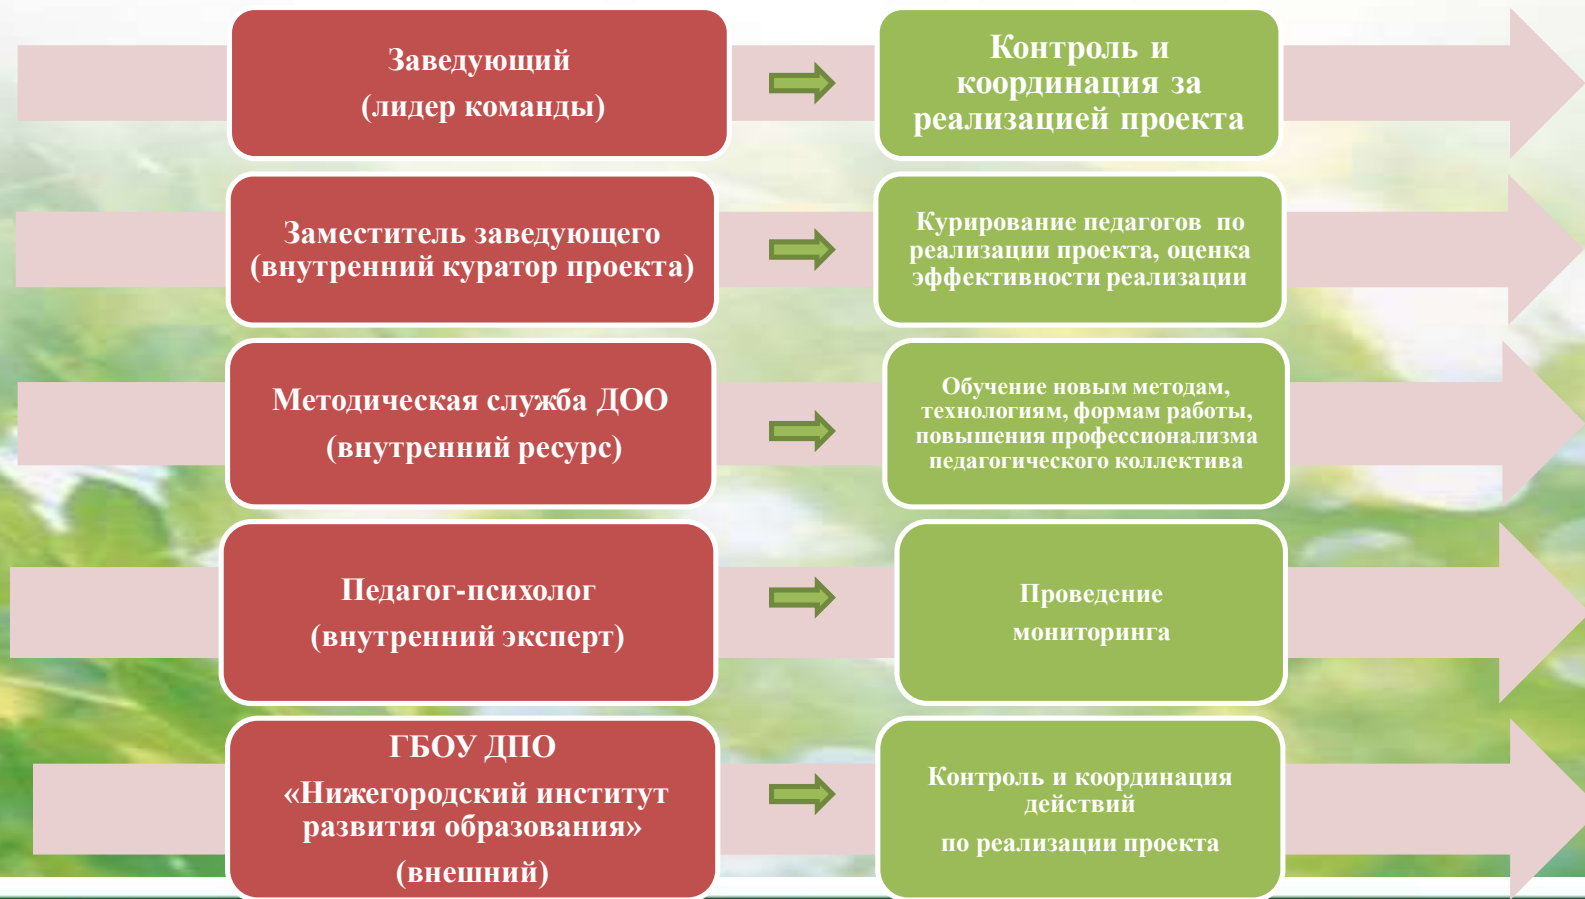 Заведующий
(лидер команды)
Контроль и
координация за
реализацией проекта
Заместитель заведующего
(внутренний куратор проекта)
Курирование педагогов по
реализации проекта, оценка
эффективности реализации
Методическая служба ДОО
(внутренний ресурс)
Обучение новым методам,
технологиям, формам работы,
повышения профессионализма
педагогического коллектива
Педагог-психолог
(внутренний эксперт)
Проведение
мониторинга
ГБОУ ДПО
«Нижегородский институт
развития образования»
(внешний)
Контроль и координация
действий
по реализации проекта